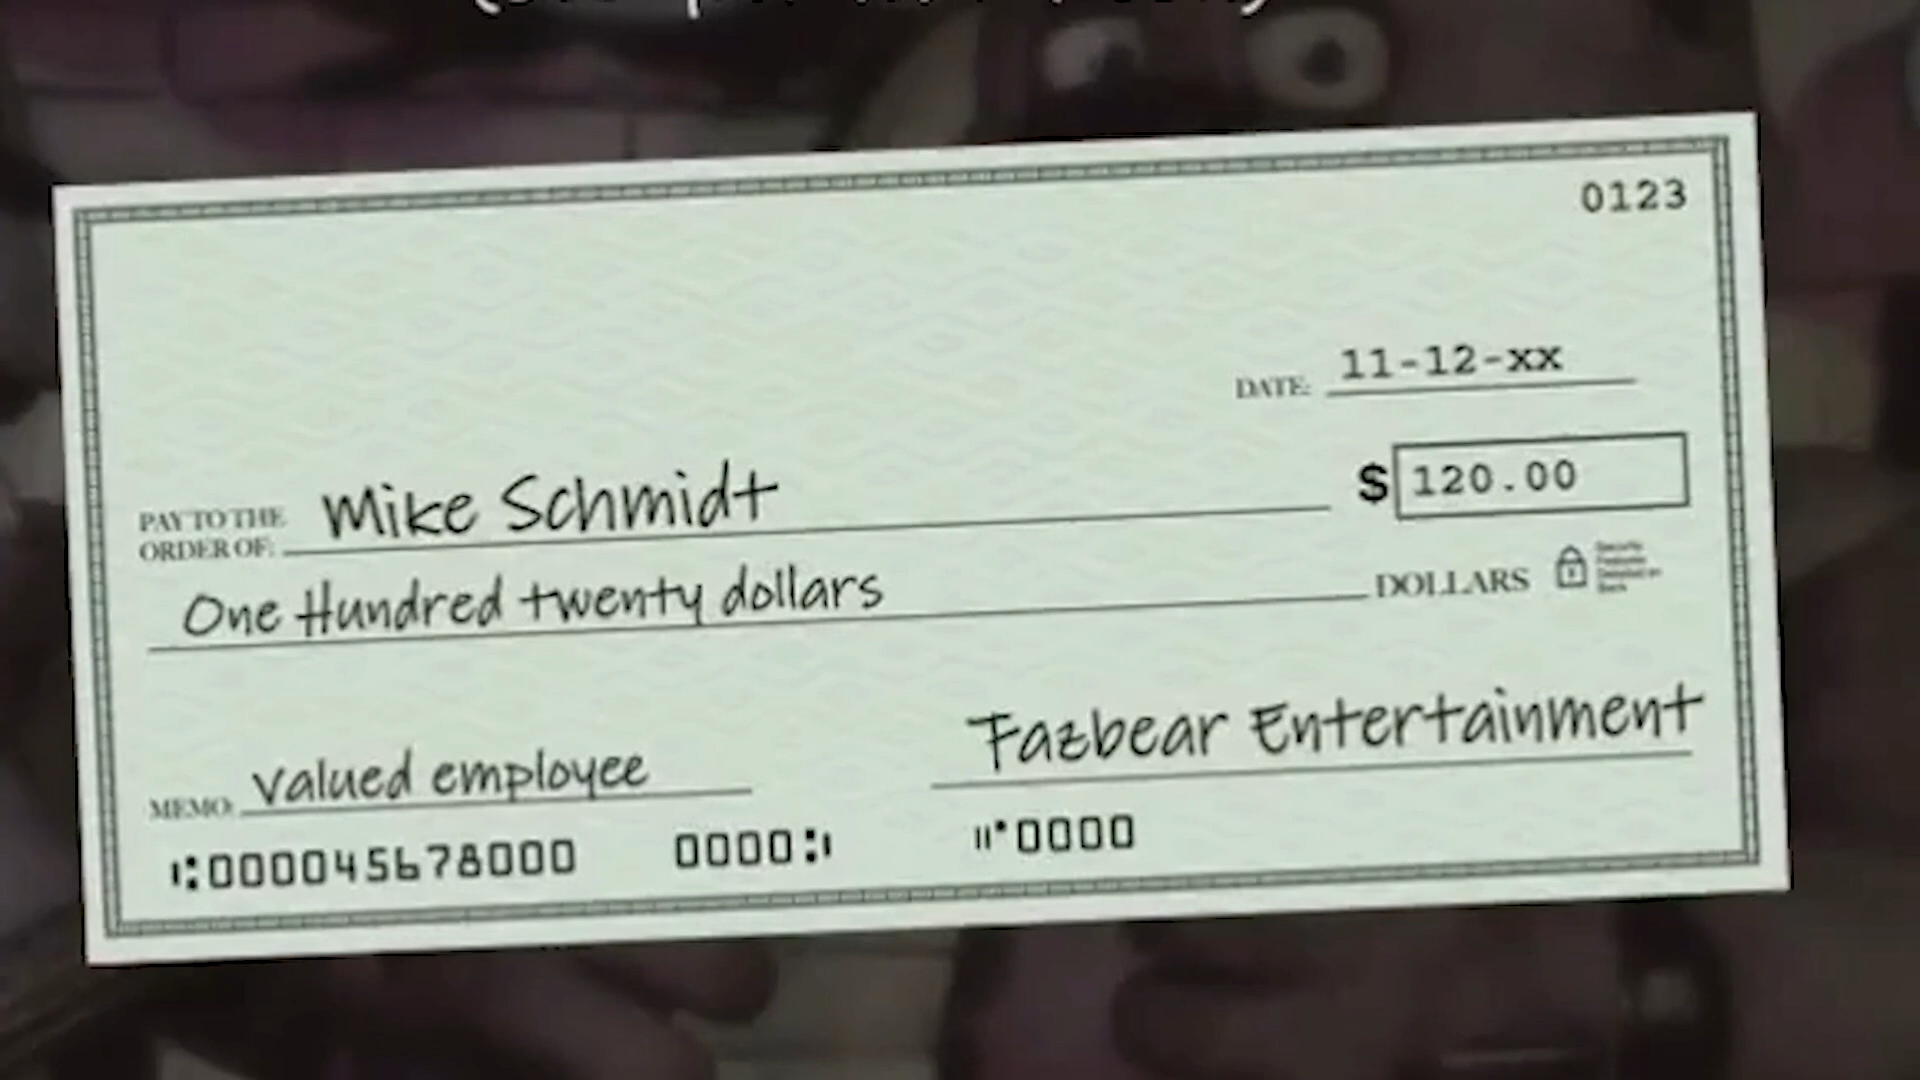 0123
DATE: 11-12-xx
PAY TO THE
ORDER OF: Mike Schmidt $ 120.00
One Hundred twenty dollars DOLLARS
MEMO: valued employee Fazbear Entertainment
000045678000 0000 0000